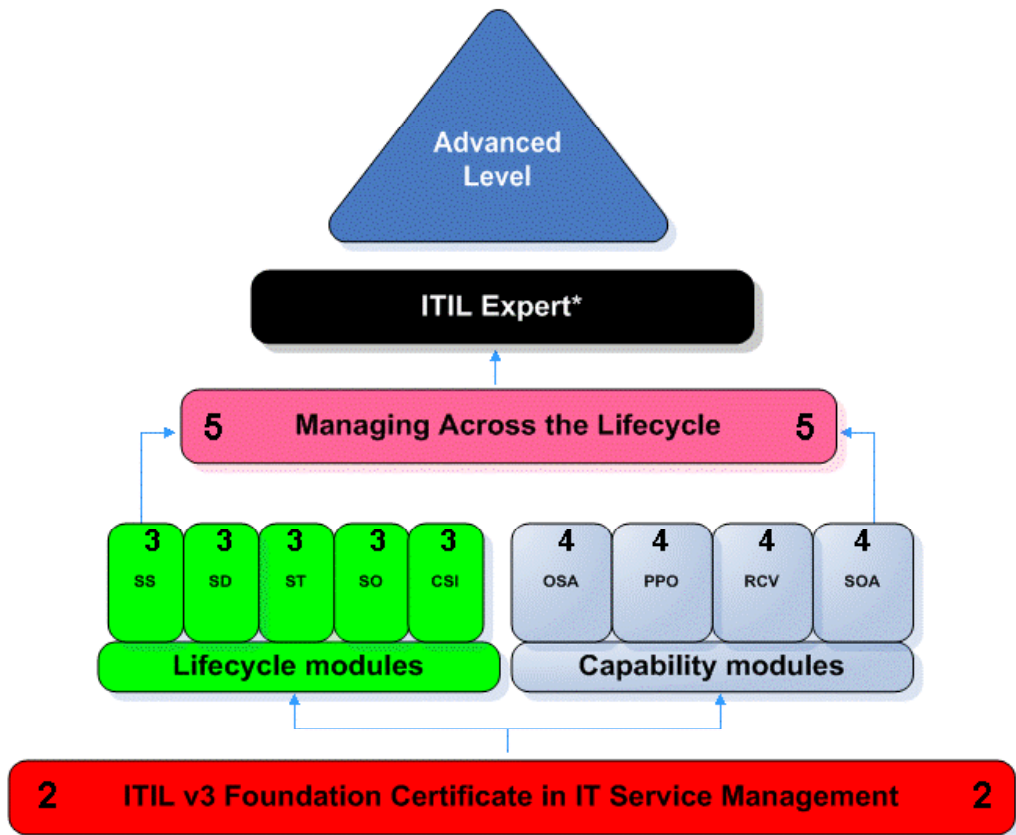 Advanced
Level
ITIL Expert*
5 Managing Across the Lifecycle 5
3 3 3 3 3 4 4 4 4
SS SD ST SO CSI OSA PPO RCV SOA
Lifecycle modules Capability modules
2 ITIL v3 Foundation Certificate in IT Service Management 2